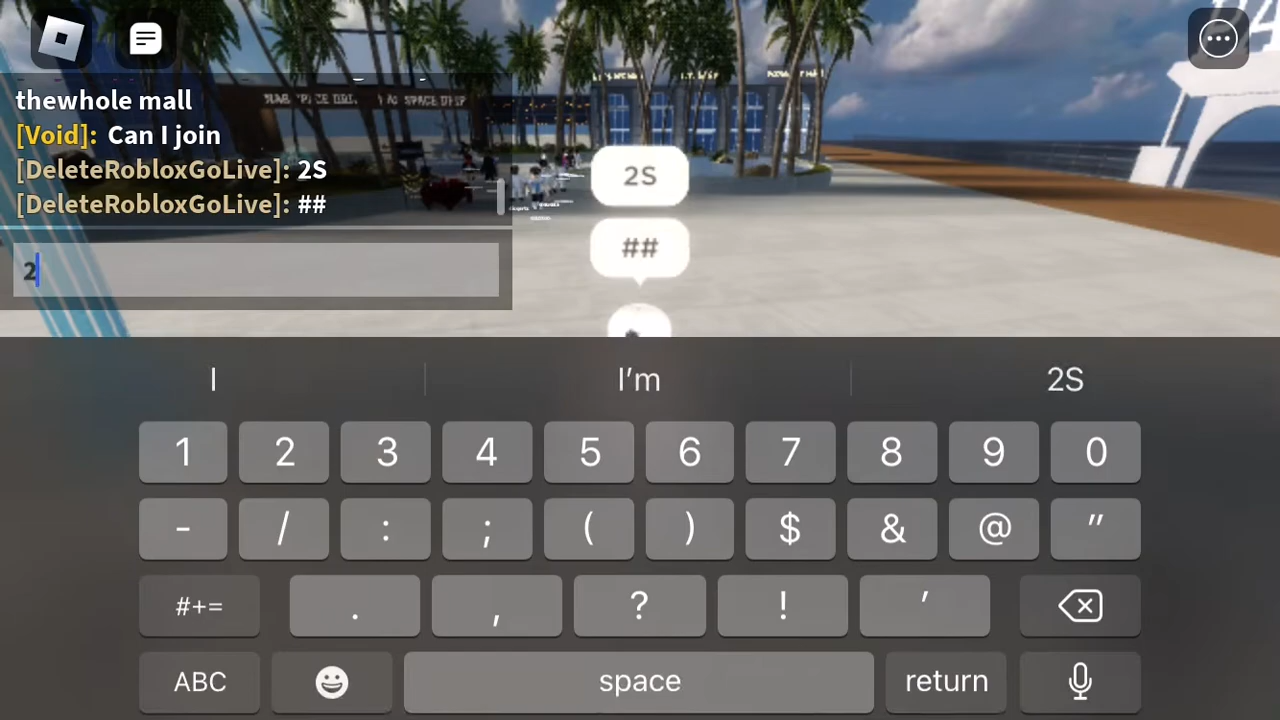 thewhole mall
[Void]: Can I join
[DeleteRobloxGoLive]: 2S
[DeleteRobloxGoLive]: ##
2
2S
##
I
I’m
2S
1 2 3 4 5 6 7 8 9 0
- / : ; ( ) $ & @ "
#+= . , ? ! ’
ABC space return